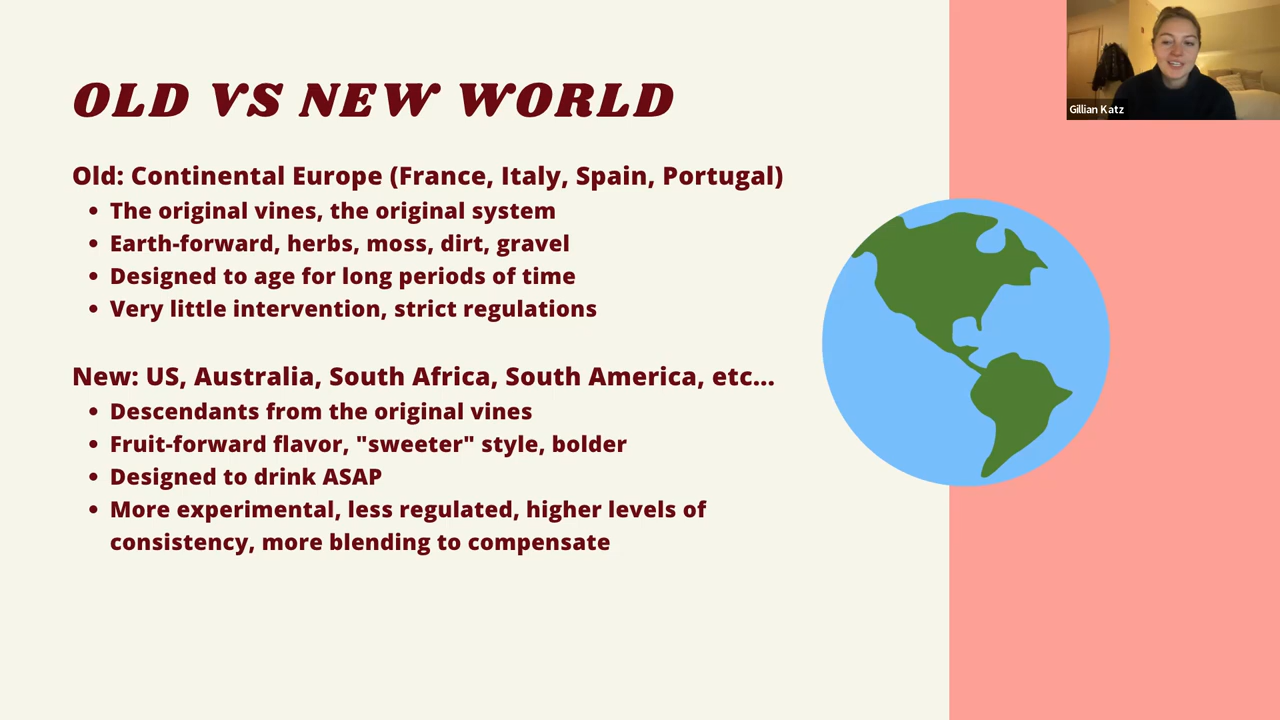 OLD VS NEW WORLD
Old: Continental Europe (France, Italy, Spain, Portugal)
• The original vines, the original system
• Earth-forward, herbs, moss, dirt, gravel
• Designed to age for long periods of time
• Very little intervention, strict regulations
New: US, Australia, South Africa, South America, etc...
• Descendants from the original vines
• Fruit-forward flavor, "sweeter" style, bolder
• Designed to drink ASAP
• More experimental, less regulated, higher levels of
consistency, more blending to compensate
Gillian Katz